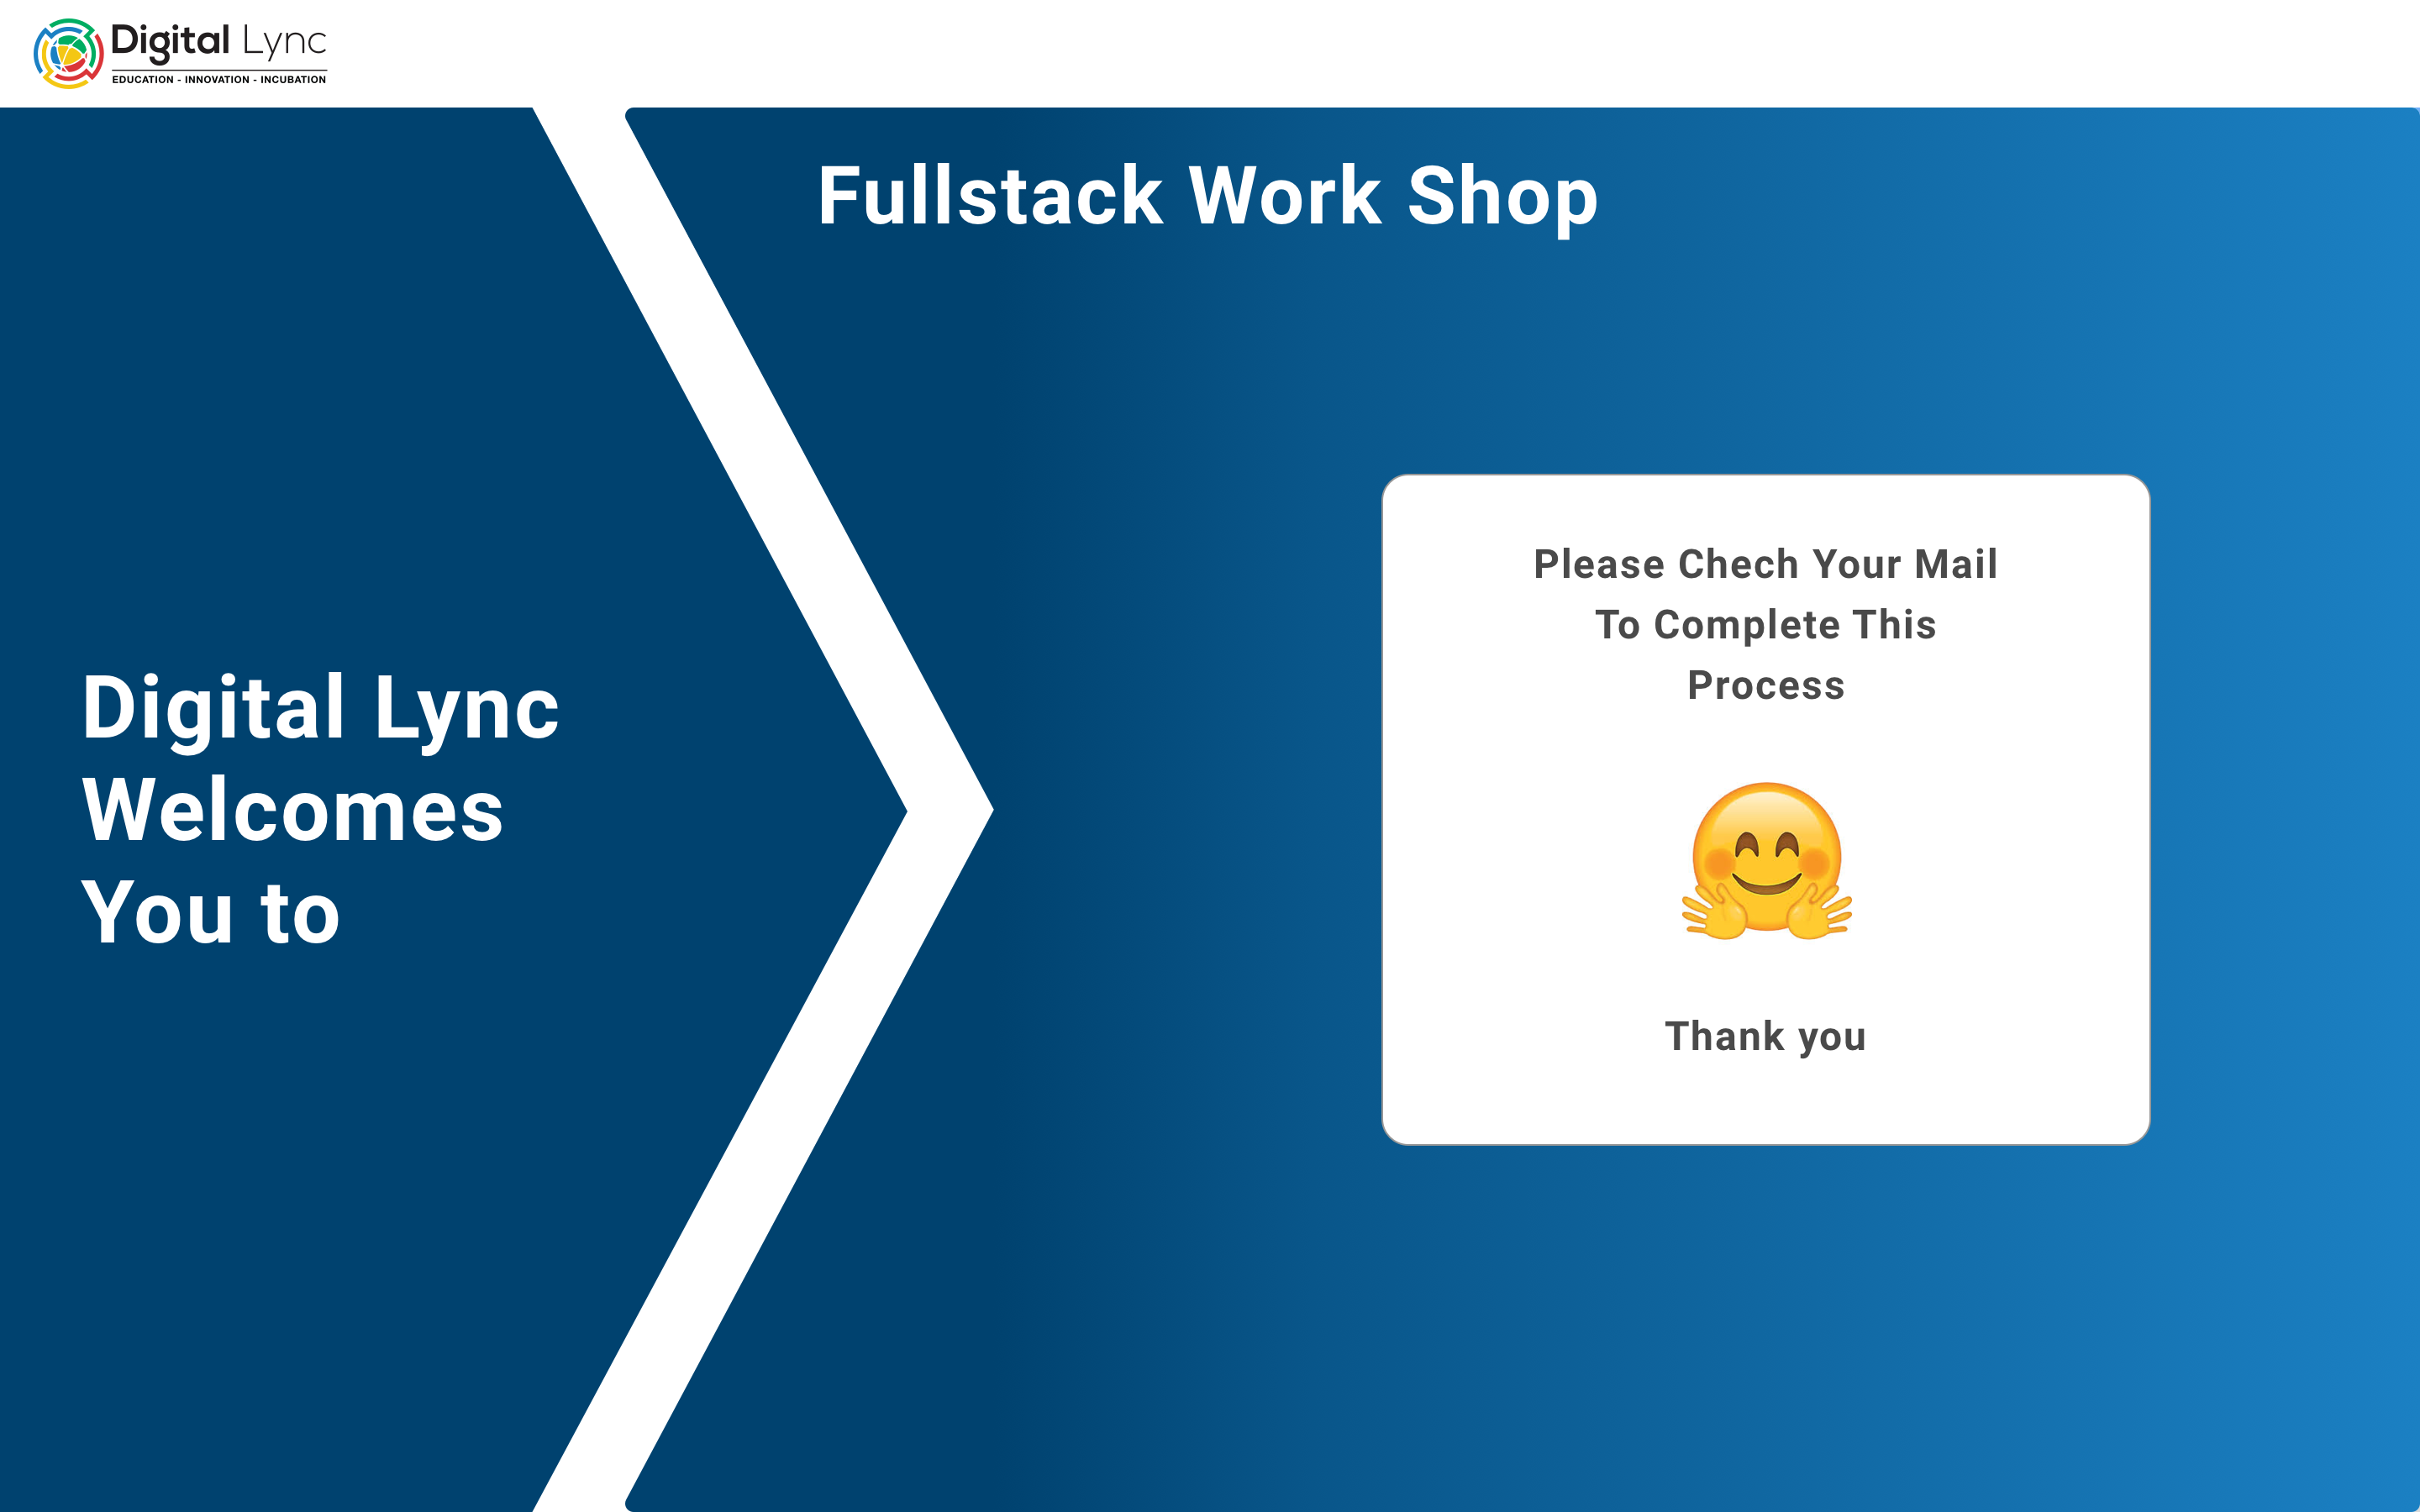 Digital Lync
EDUCATION - INNOVATION - INCUBATION
Fullstack Work Shop
Digital Lync
Welcomes
You to
Please Chech Your Mail
To Complete This
Process
Thank you